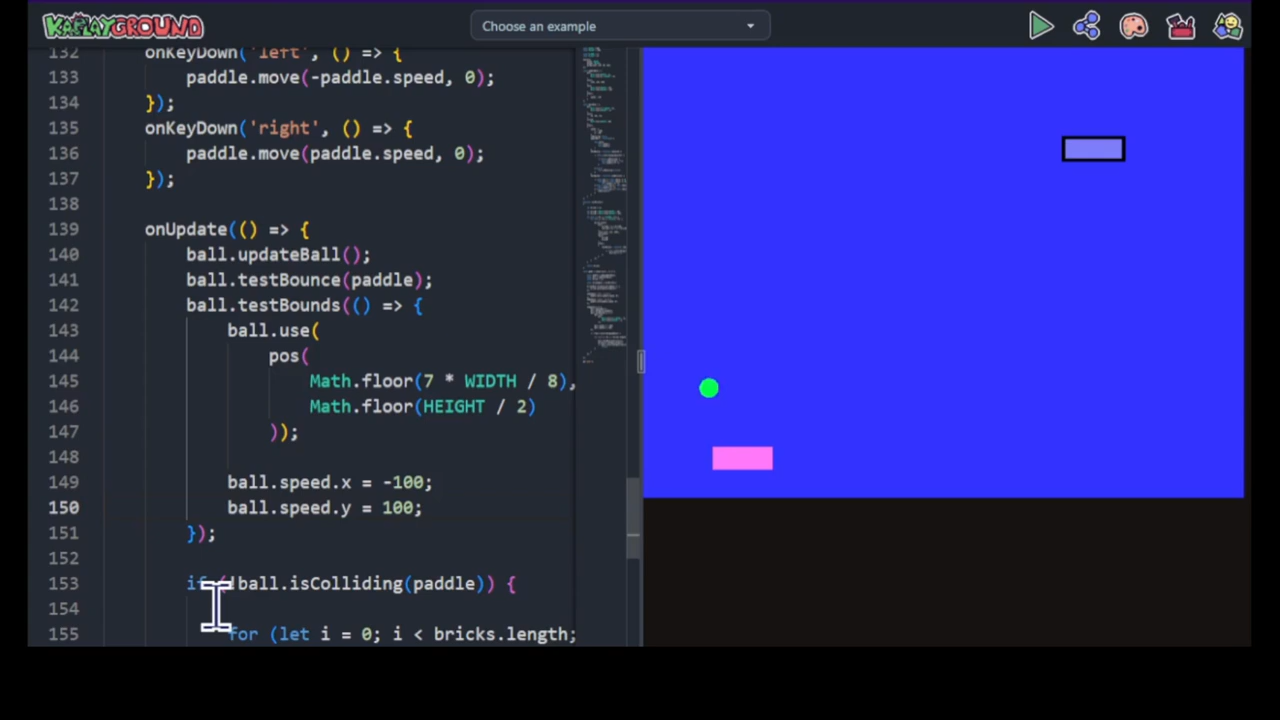 KAPLAYGROUND
Choose an example
132 onKeyDown('left', () => {
133 paddle.move(-paddle.speed, 0);
134 });
135 onKeyDown('right', () => {
136 paddle.move(paddle.speed, 0);
137 });
138
139 onUpdate(() => {
140 ball.updateBall();
141 ball.testBounce(paddle);
142 ball.testBounds(() => {
143 ball.use(
144 pos(
145 Math.floor(7 * WIDTH / 8),
146 Math.floor(HEIGHT / 2)
147 ));
148
149 ball.speed.x = -100;
150 ball.speed.y = 100;
151 });
152
153 if (!ball.isColliding(paddle)) {
154
155 for (let i = 0; i < bricks.length;